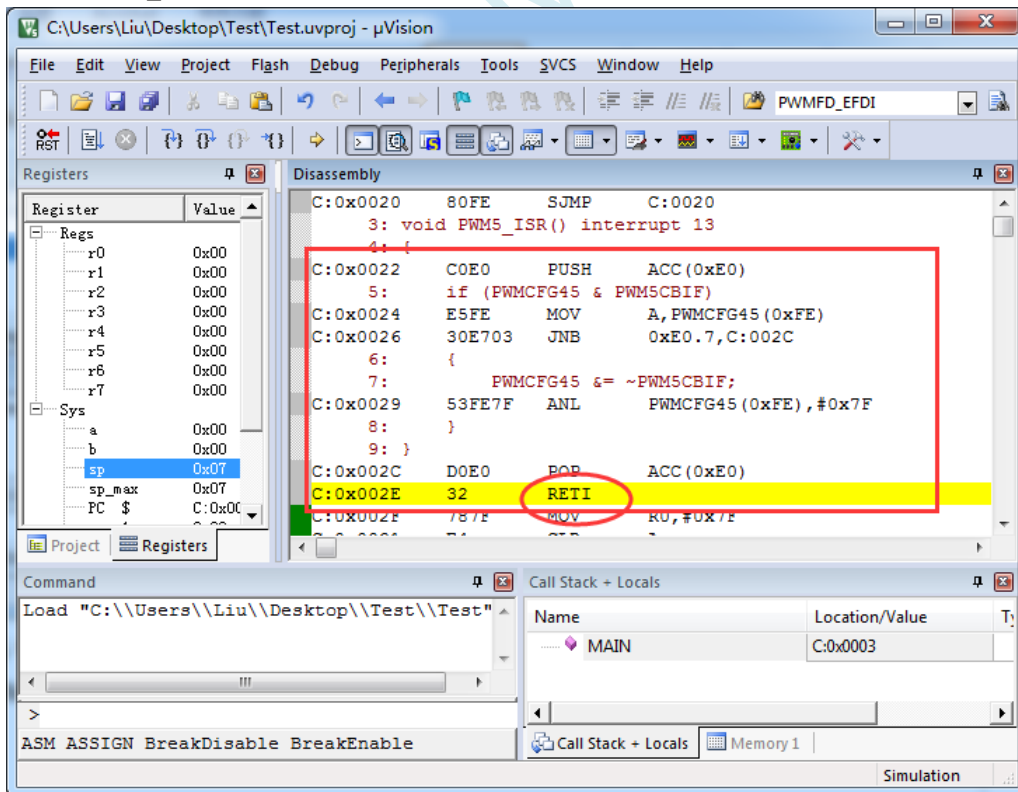 C:\Users\Liu\Desktop\Test\Test.uvproj - µVision
File Edit View Project Flash Debug Peripherals Tools SVCS Window Help
PWMFD_EFDI
RST
Registers
Register Value
Regs
r0 0x00
r1 0x00
r2 0x00
r3 0x00
r4 0x00
r5 0x00
r6 0x00
r7 0x00
Sys
a 0x00
b 0x00
sp 0x07
sp_max 0x07
PC $ C:0x00
Project Registers
Disassembly
C:0x0020 80FE SJMP C:0020
3: void PWM5_ISR() interrupt 13
4: {
C:0x0022 C0E0 PUSH ACC(0xE0)
5: if (PWMCFG45 & PWM5CBIF)
C:0x0024 E5FE MOV A,PWMCFG45(0xFE)
C:0x0026 30E703 JNB 0xE0.7,C:002C
6: {
7: PWMCFG45 &= ~PWM5CBIF;
C:0x0029 53FE7F ANL PWMCFG45(0xFE),#0x7F
8: }
9: }
C:0x002C D0E0 POP ACC(0xE0)
C:0x002E 32 RETI
C:0x002F 787F MOV R0,#0x7F
Command
Load "C:\\Users\\Liu\\Desktop\\Test\\Test"
>
ASM ASSIGN BreakDisable BreakEnable
Call Stack + Locals
Name Location/Value
MAIN C:0x0003
Call Stack + Locals Memory 1
Simulation